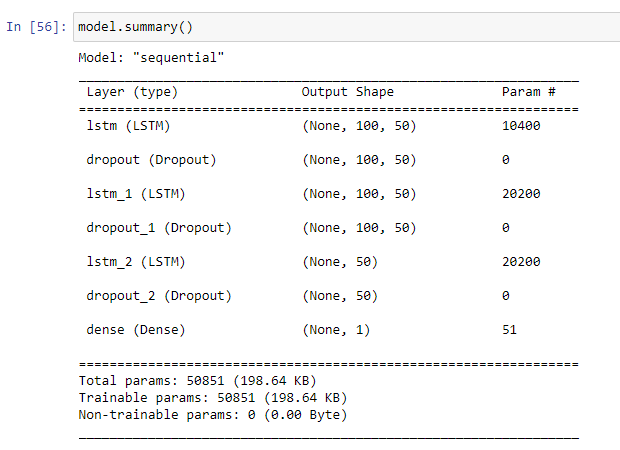 In [56]: model.summary()
Model: "sequential"
_________________________________________________________________
Layer (type) Output Shape Param #
=================================================================
lstm (LSTM) (None, 100, 50) 10400
dropout (Dropout) (None, 100, 50) 0
lstm_1 (LSTM) (None, 100, 50) 20200
dropout_1 (Dropout) (None, 100, 50) 0
lstm_2 (LSTM) (None, 50) 20200
dropout_2 (Dropout) (None, 50) 0
dense (Dense) (None, 1) 51
=================================================================
Total params: 50851 (198.64 KB)
Trainable params: 50851 (198.64 KB)
Non-trainable params: 0 (0.00 Byte)
_________________________________________________________________